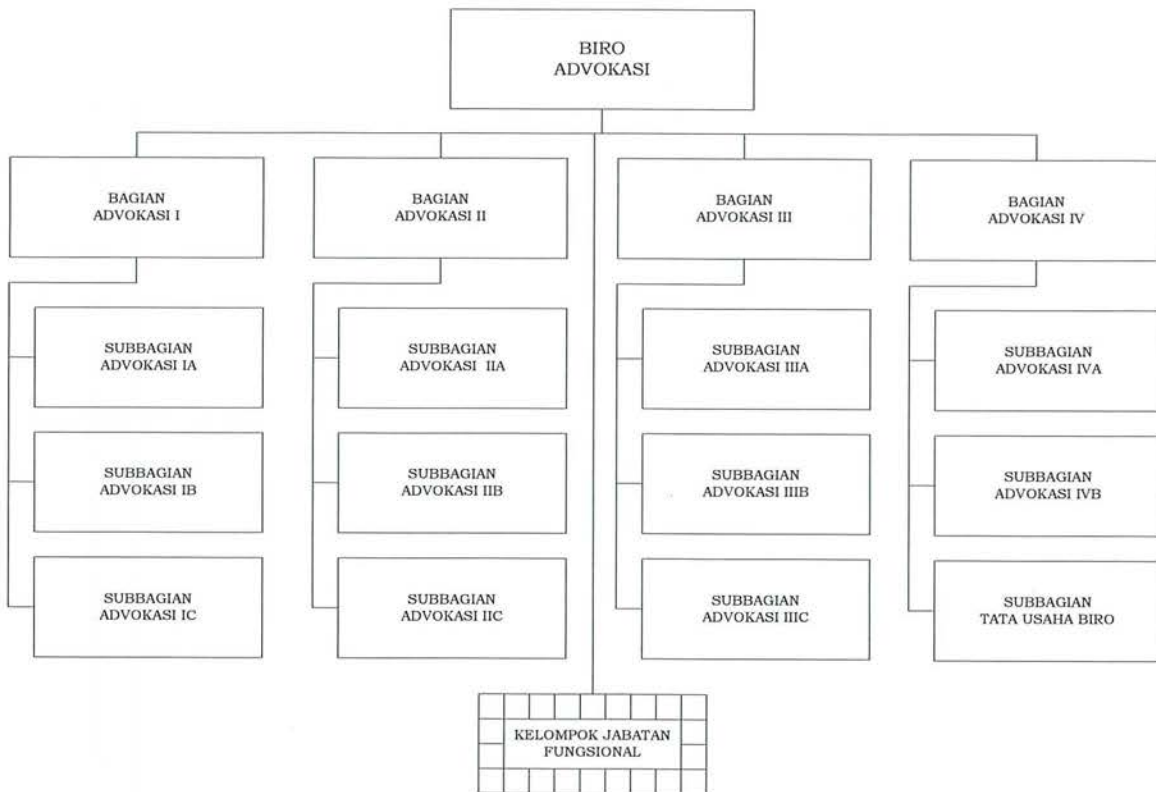 BIRO
ADVOKASI
BAGIAN
ADVOKASI I
BAGIAN
ADVOKASI II
BAGIAN
ADVOKASI III
BAGIAN
ADVOKASI IV
SUBBAGIAN
ADVOKASI IA
SUBBAGIAN
ADVOKASI IIA
SUBBAGIAN
ADVOKASI IIIA
SUBBAGIAN
ADVOKASI IVA
SUBBAGIAN
ADVOKASI IB
SUBBAGIAN
ADVOKASI IIB
SUBBAGIAN
ADVOKASI IIIB
SUBBAGIAN
ADVOKASI IVB
SUBBAGIAN
ADVOKASI IC
SUBBAGIAN
ADVOKASI IIC
SUBBAGIAN
ADVOKASI IIIC
SUBBAGIAN
TATA USAHA BIRO
KELOMPOK JABATAN
FUNGSIONAL